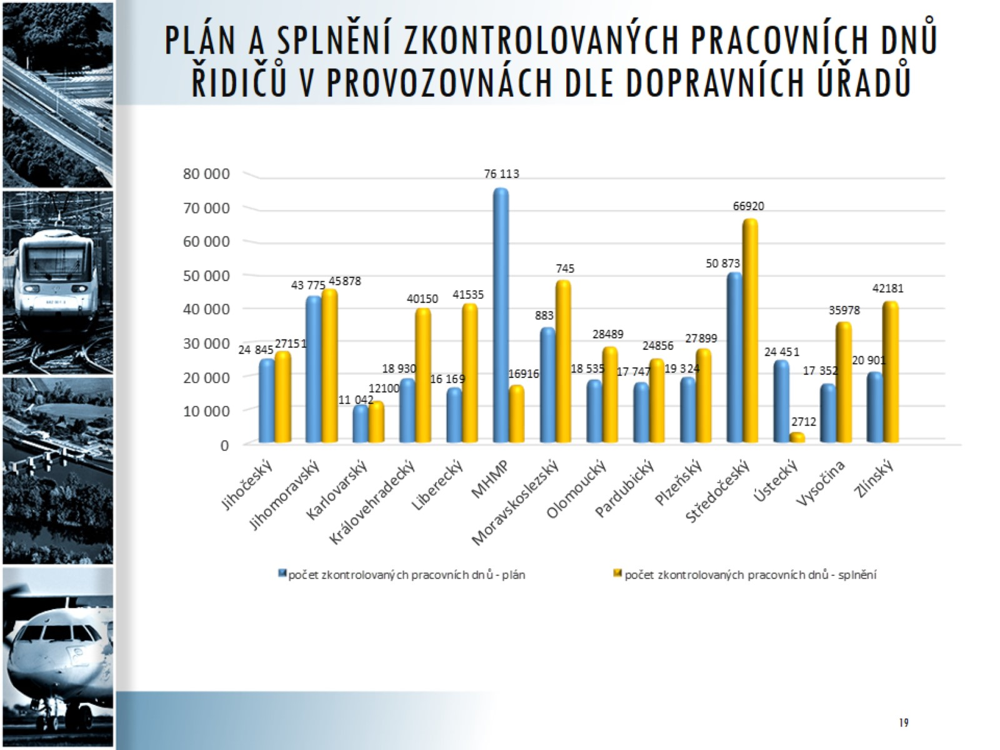 PLÁN A SPLNĚNÍ ZKONTROLOVANÝCH PRACOVNÍCH DNŮ
ŘIDIČŮ V PROVOZOVNÁCH DLE DOPRAVNÍCH ÚŘADŮ
80 000
70 000
60 000
50 000
40 000
30 000
20 000
10 000
0
24 845
27151
43 775
45878
11 042
12100
18 930
40150
16 169
41535
76 113
16916
883
745
18 535
28489
17 747
24856
19 324
27899
50 873
66920
24 451
2712
17 352
35978
20 901
42181
Jihočeský
Jihomoravský
Karlovarský
Královehradecký
Liberecký
MHMP
Moravskoslezský
Olomoucký
Pardubický
Plzeňský
Středočeský
Ústecký
Vysočina
Zlínský
počet zkontrolovaných pracovních dnů - plán
počet zkontrolovaných pracovních dnů - splnění
19